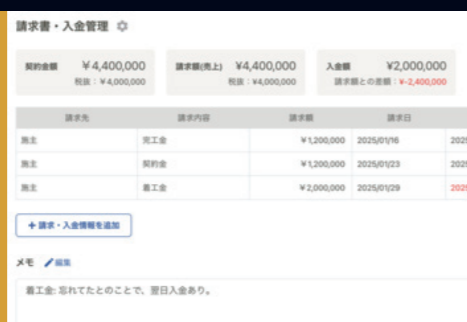 請求書・入金管理
契約金額 ¥4,400,000 請求額(売上) ¥4,400,000 入金額 ¥2,000,000
税抜：¥4,000,000 税抜：¥4,000,000 請求額との差額：¥-2,400,000
請求先 請求内容 請求額 請求日
施主 完工金 ¥1,200,000 2025/01/16 2025
施主 契約金 ¥1,200,000 2025/01/23 2025
施主 着工金 ¥2,000,000 2025/01/29 2025
+ 請求・入金情報を追加
メモ 編集
着工金: 忘れてたとのことで、翌日入金あり。